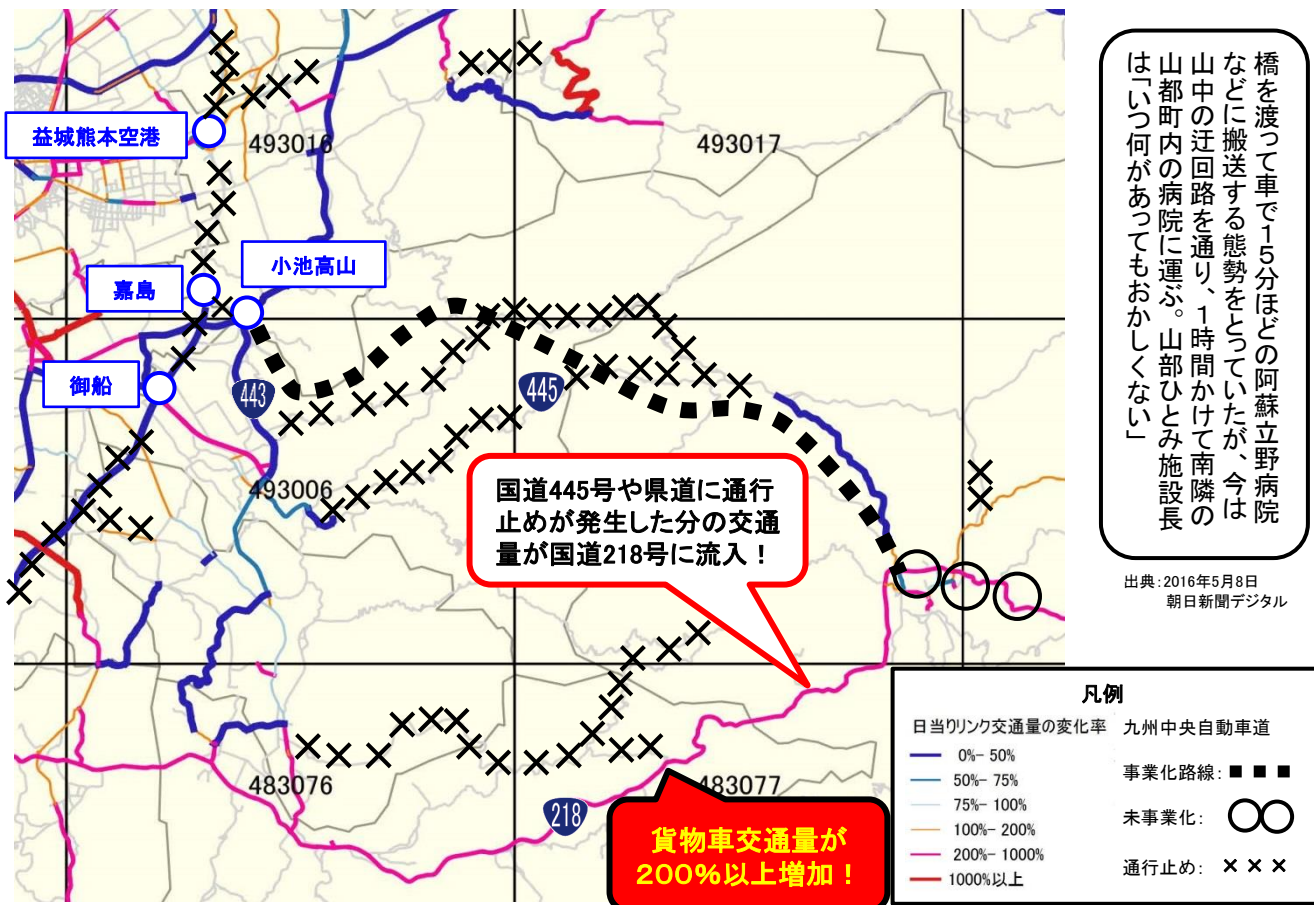 益城熊本空港
493016
493017
小池高山
嘉島
御船
443
445
493006
国道445号や県道に通行
止めが発生した分の交通
量が国道218号に流入！
483076
483077
218
貨物車交通量が
200%以上増加！
橋を渡って車で１５分ほどの阿蘇立野病院
などに搬送する態勢をとっていたが、今は
山中の迂回路を通り、１時間かけて南隣の
山都町内の病院に運ぶ。山部ひとみ施設長
は「いつ何があってもおかしくない」
出典：2016年5月8日
朝日新聞デジタル
凡例
日当りリンク交通量の変化率
0%- 50%
50%- 75%
75%- 100%
100%- 200%
200%- 1000%
1000%以上
九州中央自動車道
事業化路線：
未事業化：
通行止め：